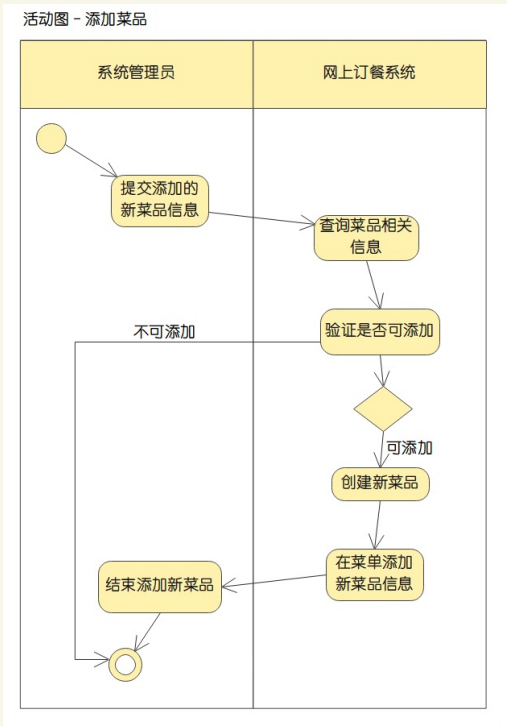 活动图-添加菜品
系统管理员
网上订餐系统
提交添加的
新菜品信息
查询菜品相关
信息
验证是否可添加
不可添加
可添加
创建新菜品
在菜单添加
新菜品信息
结束添加新菜品